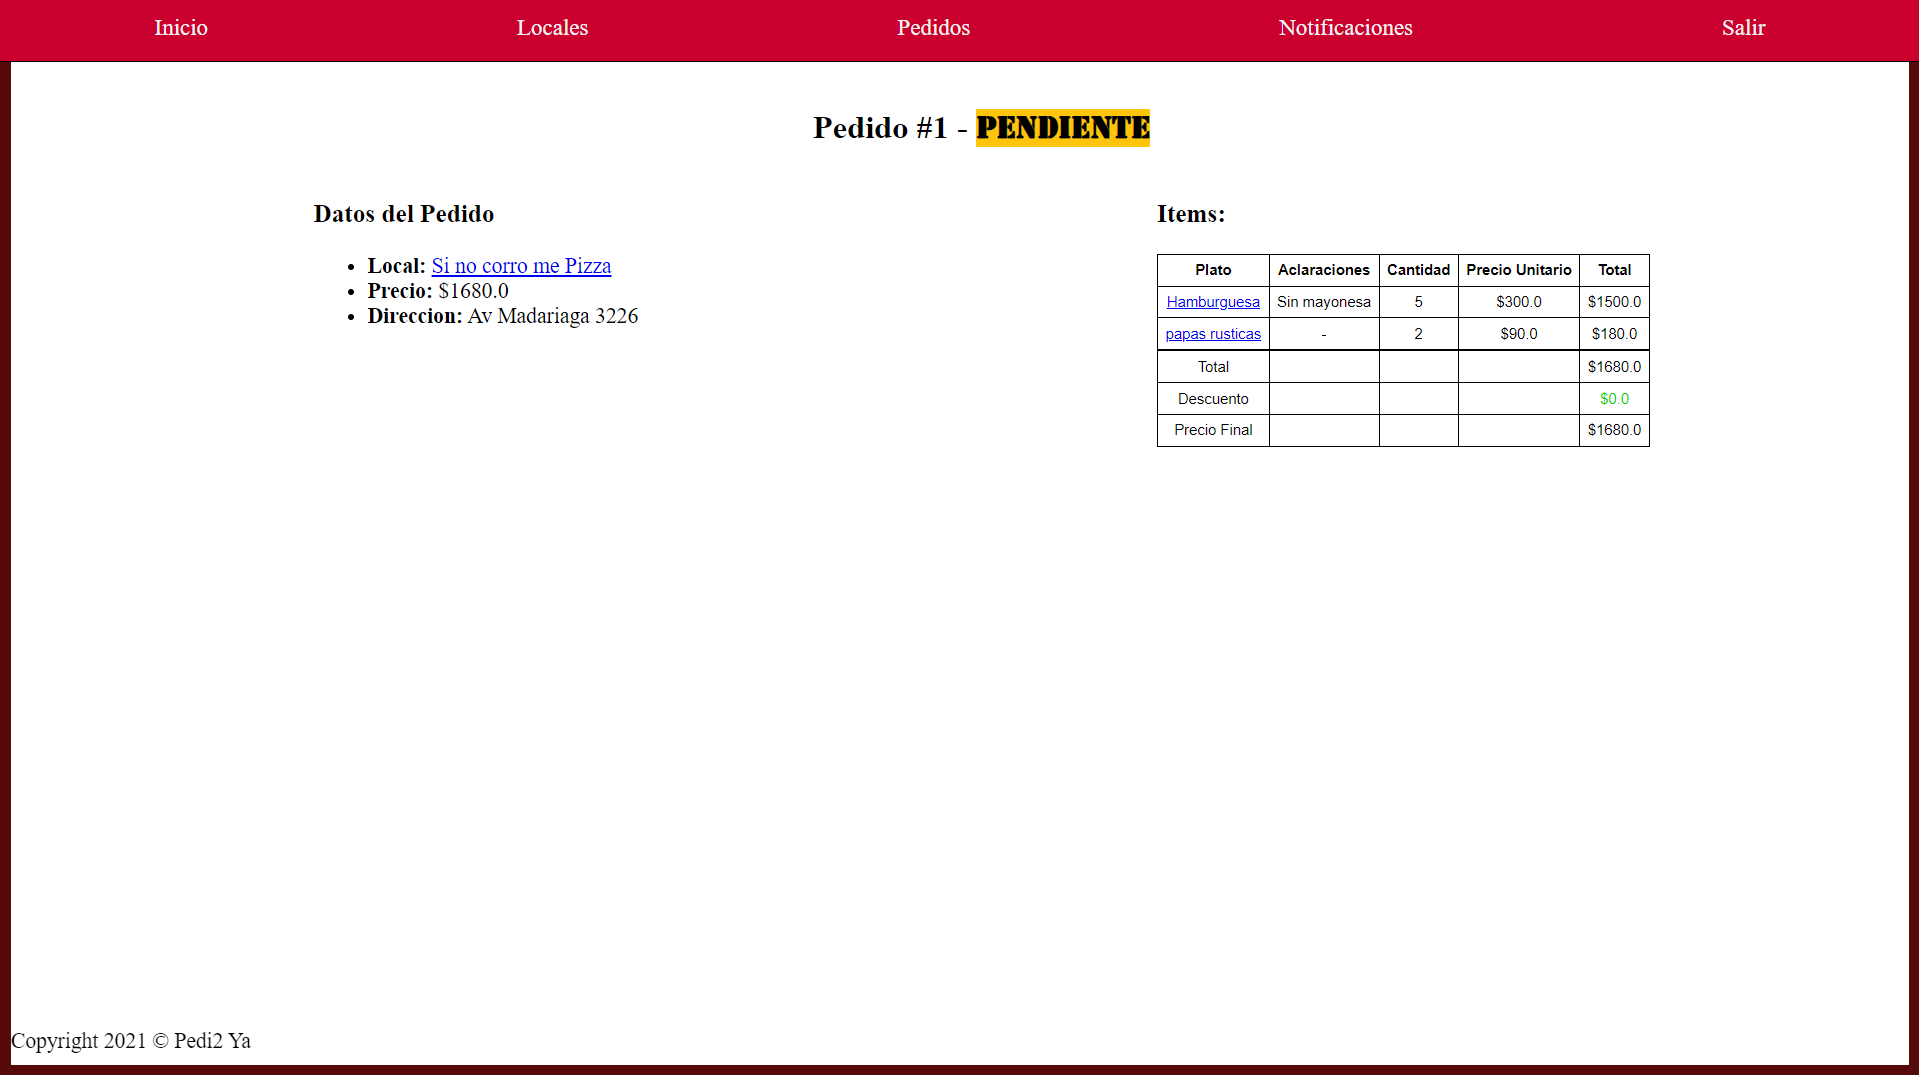 Inicio Locales Pedidos Notificaciones Salir
Pedido #1 - PENDIENTE
Datos del Pedido
Local: Si no corro me Pizza
Precio: $1680.0
Direccion: Av Madariaga 3226
Items:
Plato Aclaraciones Cantidad Precio Unitario Total
Hamburguesa Sin mayonesa 5 $300.0 $1500.0
papas rusticas - 2 $90.0 $180.0
Total $1680.0
Descuento $0.0
Precio Final $1680.0
Copyright 2021 © Pedi2 Ya